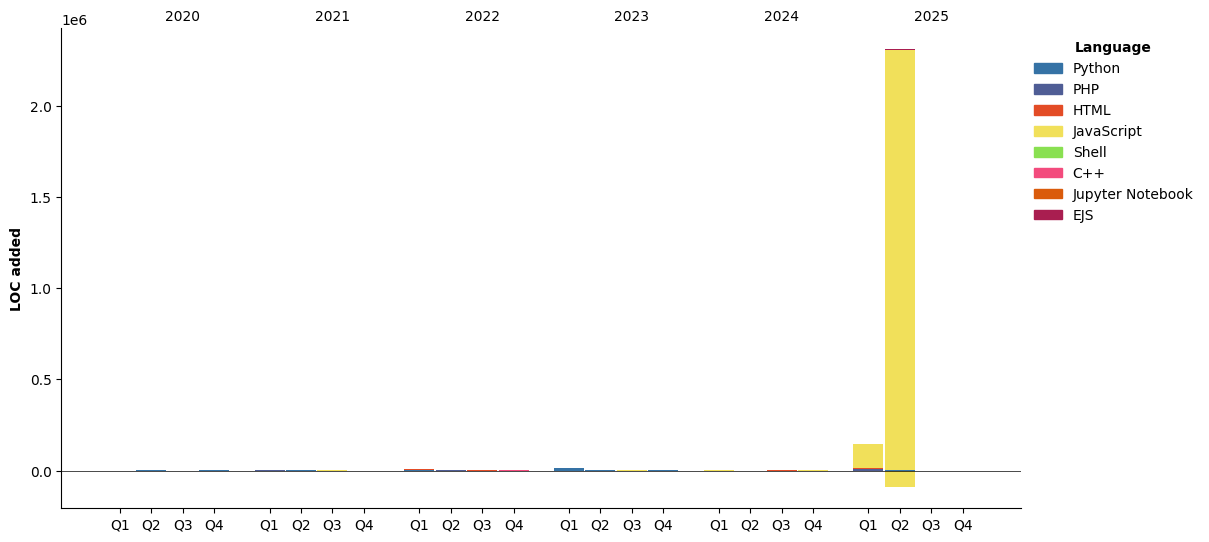 1e6
2020 2021 2022 2023 2024 2025
Language
Python
PHP
HTML
JavaScript
Shell
C++
Jupyter Notebook
EJS
LOC added
2.0
1.5
1.0
0.5
0.0
Q1 Q2 Q3 Q4 Q1 Q2 Q3 Q4 Q1 Q2 Q3 Q4 Q1 Q2 Q3 Q4 Q1 Q2 Q3 Q4 Q1 Q2 Q3 Q4